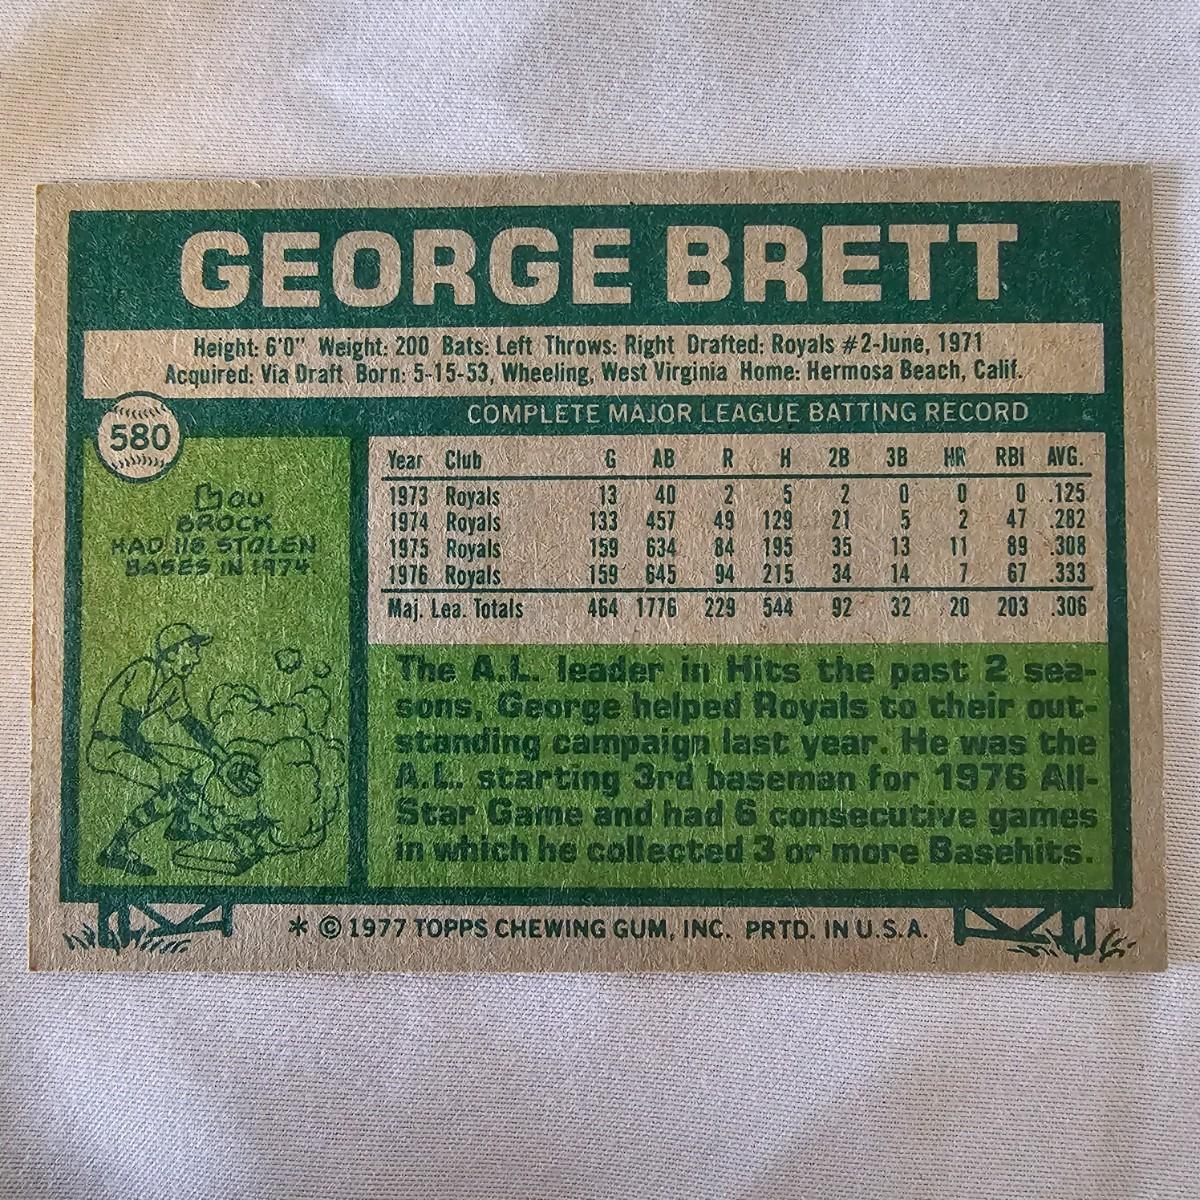 GEORGE BRETT
Height: 6'0" Weight: 200 Bats: Left Throws: Right Drafted: Royals #2-June, 1971
Acquired: Via Draft Born: 5-15-53, Wheeling, West Virginia Home: Hermosa Beach, Calif.
580
LOU
BROCK
HAD 118 STOLEN
BASES IN 1974.
COMPLETE MAJOR LEAGUE BATTING RECORD
Year Club G AB R H 2B 3B HR RBI AVG.
1973 Royals 13 40 2 5 2 0 0 0 .125
1974 Royals 133 457 49 129 21 5 2 47 .282
1975 Royals 159 634 84 195 35 13 11 89 .308
1976 Royals 159 645 94 215 34 14 7 67 .333
Maj. Lea. Totals 464 1776 229 544 92 32 20 203 .306
The A.L. leader in Hits the past 2 sea-
sons, George helped Royals to their out-
standing campaign last year. He was the
A.L. starting 3rd baseman for 1976 All-
Star Game and had 6 consecutive games
in which he collected 3 or more Basehits.
* © 1977 TOPPS CHEWING GUM, INC. PRTD. IN U.S.A.